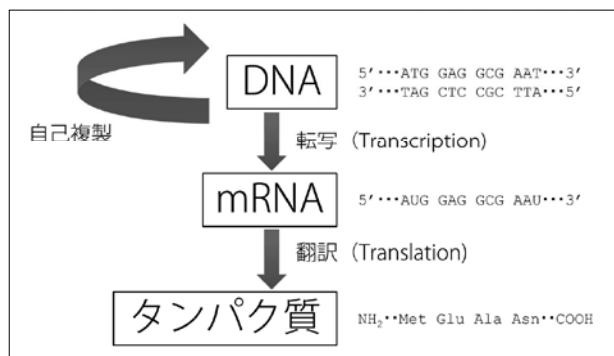 DNA
5’···ATG GAG GCG AAT···3’
3’···TAG CTC CGC TTA···5’
自己複製
転写 (Transcription)
mRNA
5’···AUG GAG GCG AAU···3’
翻訳 (Translation)
タンパク質
NH₂··Met Glu Ala Asn··COOH